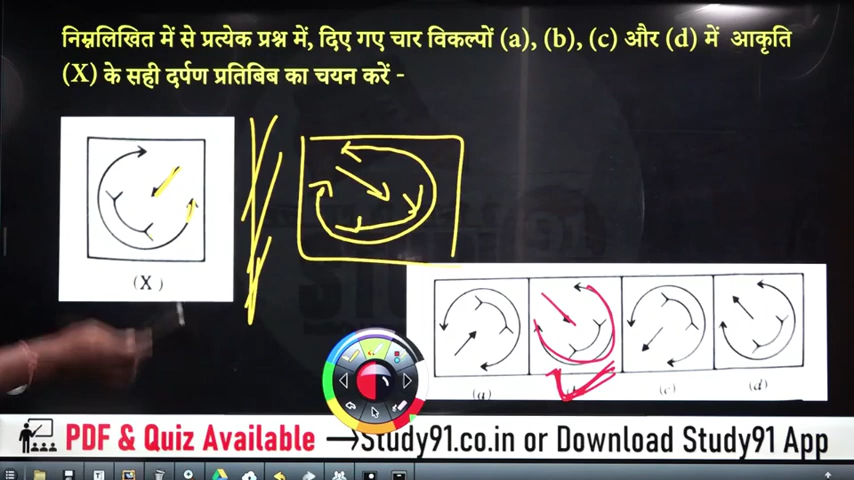 निम्नलिखित में से प्रत्येक प्रश्न में, दिए गए चार विकल्पों (a), (b), (c) और (d) में आकृति
(X) के सही दर्पण प्रतिबिब का चयन करें -
(X)
(a)
(c)
(d)
PDF & Quiz Available →Study91.co.in or Download Study91 App